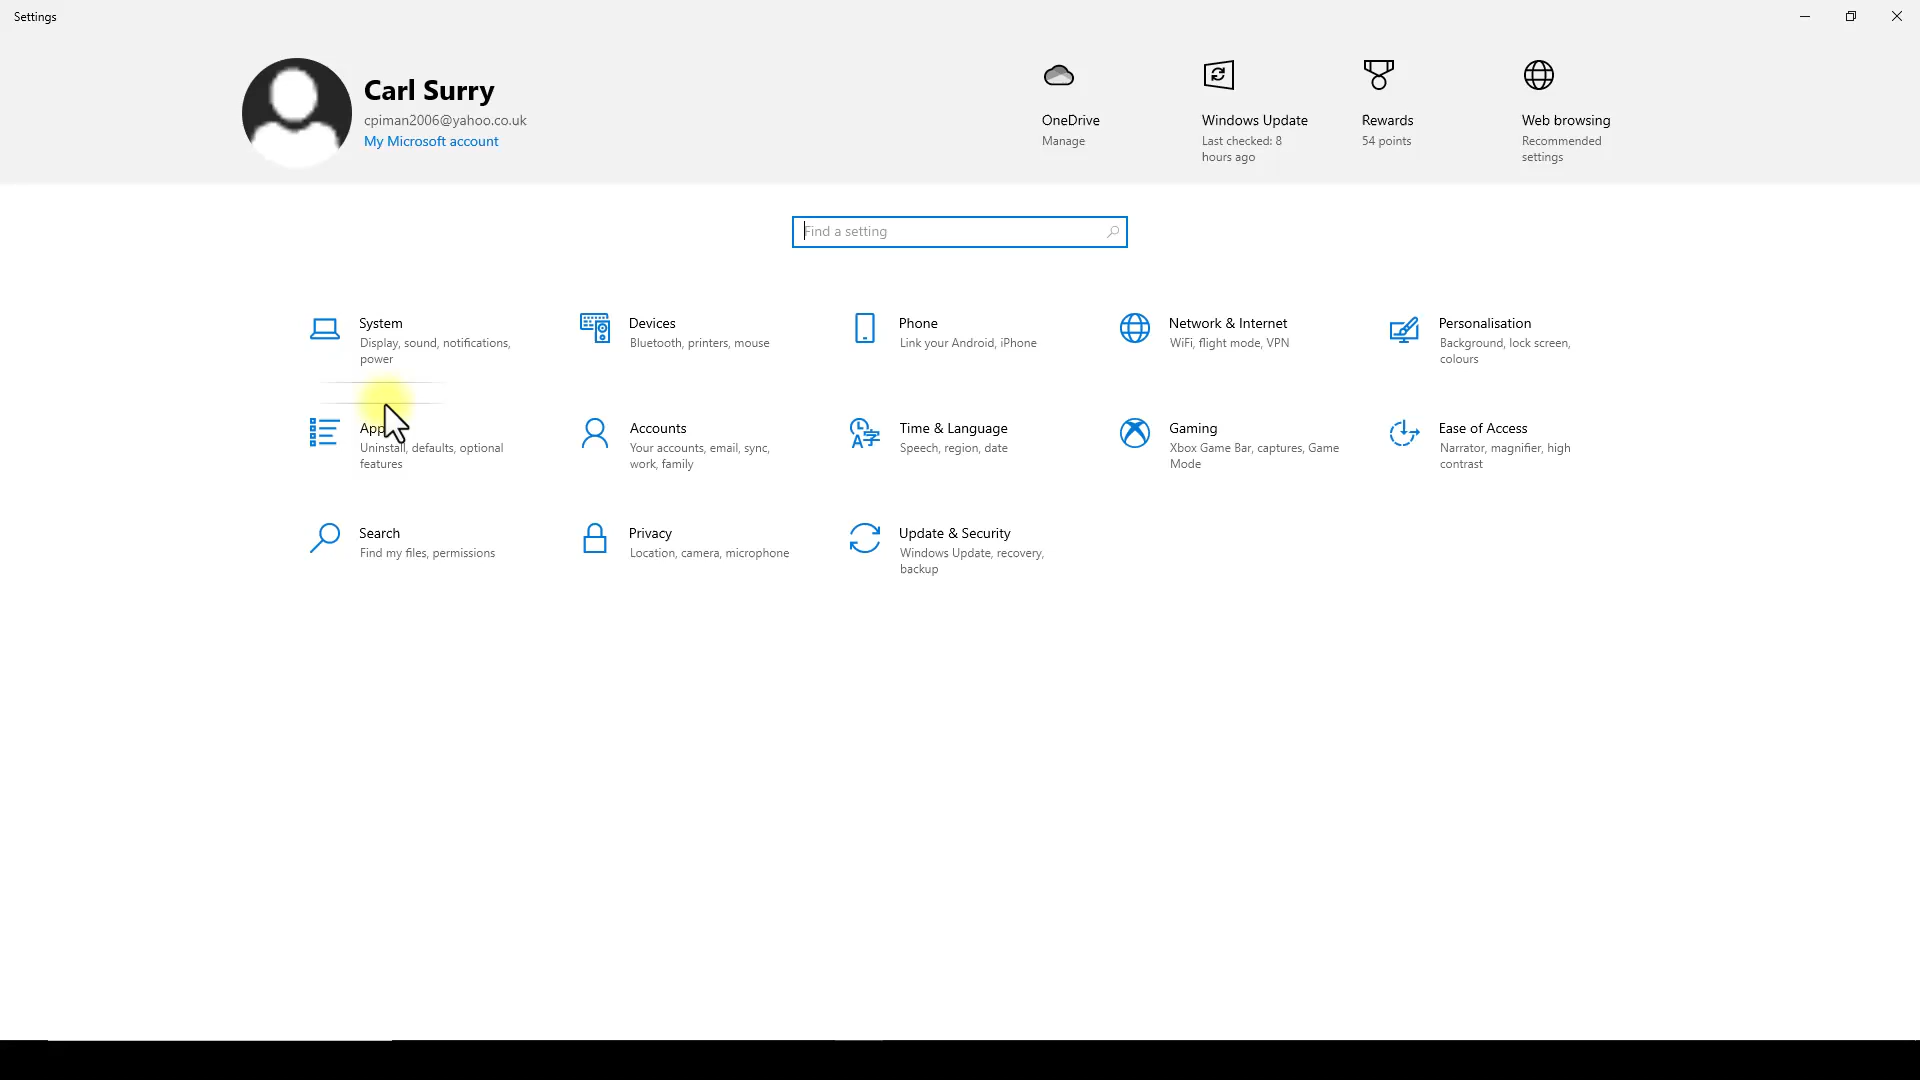 Settings
Carl Surry
cpiman2006@yahoo.co.uk
My Microsoft account
OneDrive
Manage
Windows Update
Last checked: 8
hours ago
Rewards
54 points
Web browsing
Recommended
settings
Find a setting
System
Display, sound, notifications,
power
Devices
Bluetooth, printers, mouse
Phone
Link your Android, iPhone
Network & Internet
WiFi, flight mode, VPN
Personalisation
Background, lock screen,
colours
App
Uninstall, defaults, optional
features
Accounts
Your accounts, email, sync,
work, family
Time & Language
Speech, region, date
Gaming
Xbox Game Bar, captures, Game
Mode
Ease of Access
Narrator, magnifier, high
contrast
Search
Find my files, permissions
Privacy
Location, camera, microphone
Update & Security
Windows Update, recovery,
backup